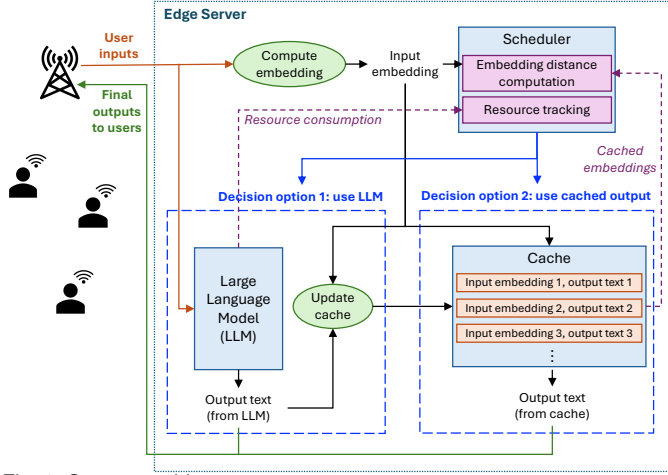 Edge Server
User
inputs
Compute
embedding
Input
embedding
Scheduler
Embedding distance
computation
Resource tracking
Final
outputs
to users
Resource consumption
Cached
embeddings
Decision option 1: use LLM
Decision option 2: use cached output
Large
Language
Model
(LLM)
Update
cache
Cache
Input embedding 1, output text 1
Input embedding 2, output text 2
Input embedding 3, output text 3
⋮
Output text
(from LLM)
Output text
(from cache)